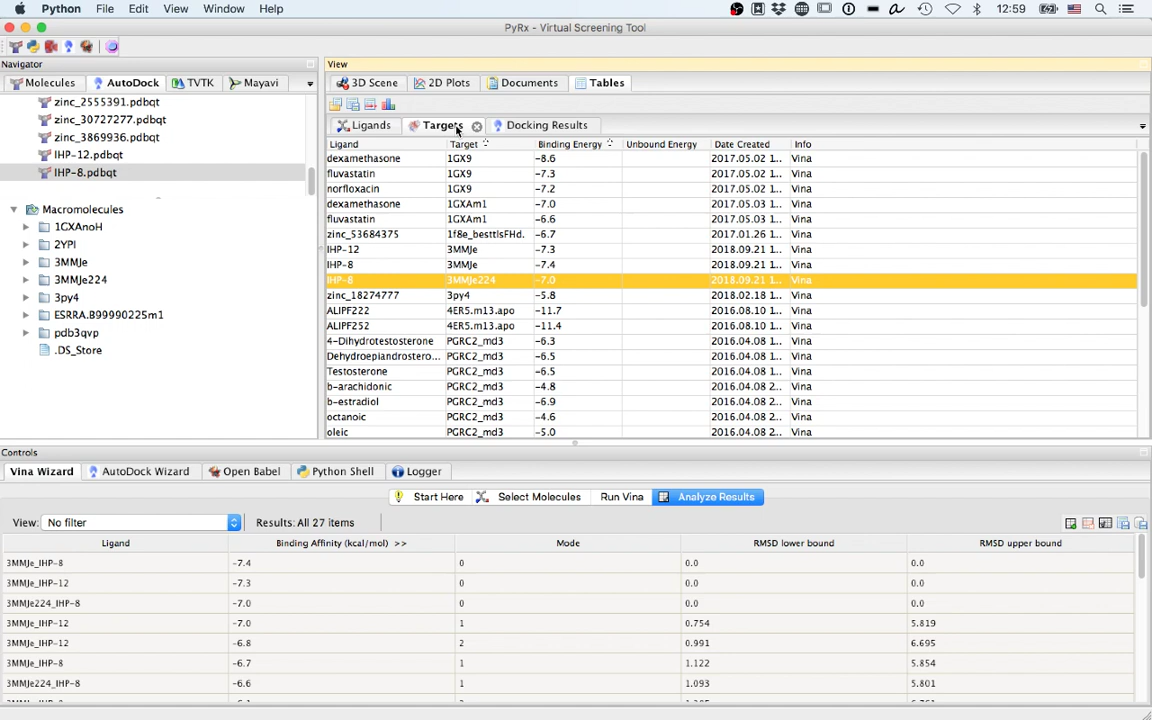 Python File Edit View Window Help 12:59
PyRx - Virtual Screening Tool
Navigator
View
Molecules AutoDock TVTK Mayavi
3D Scene 2D Plots Documents Tables
zinc_2555391.pdbqt
zinc_30727277.pdbqt
zinc_3869936.pdbqt
IHP-12.pdbqt
IHP-8.pdbqt
Macromolecules
1GXAnoH
2YPI
3MMJe
3MMJe224
3py4
ESRRA.B99990225m1
pdb3qvp
.DS_Store
Ligands Targets Docking Results
Ligand Target Binding Energy Unbound Energy Date Created Info
dexamethasone 1GX9 -8.6 2017.05.02 1... Vina
fluvastatin 1GX9 -7.3 2017.05.02 1... Vina
norfloxacin 1GX9 -7.2 2017.05.02 1... Vina
dexamethasone 1GXAm1 -7.0 2017.05.03 1... Vina
fluvastatin 1GXAm1 -6.6 2017.05.03 1... Vina
zinc_53684375 1f8e_besttlsFHd. -6.7 2017.01.26 1... Vina
IHP-12 3MMJe -7.3 2018.09.21 1... Vina
IHP-8 3MMJe -7.4 2018.09.21 1... Vina
IHP-8 3MMJe224 -7.0 2018.09.21 1... Vina
zinc_18274777 3py4 -5.8 2018.02.18 1... Vina
ALIPF222 4ER5.m13.apo -11.7 2016.08.10 1... Vina
ALIPF252 4ER5.m13.apo -11.4 2016.08.10 1... Vina
4-Dihydrotestosterone PGRC2_md3 -6.3 2016.04.08 2... Vina
Dehydroepiandrostero... PGRC2_md3 -6.5 2016.04.08 2... Vina
Testosterone PGRC2_md3 -6.5 2016.04.08 2... Vina
b-arachidonic PGRC2_md3 -4.8 2016.04.08 2... Vina
b-estradiol PGRC2_md3 -6.9 2016.04.08 2... Vina
octanoic PGRC2_md3 -4.6 2016.04.08 2... Vina
oleic PGRC2_md3 -5.0 2016.04.08 2... Vina
Controls
Vina Wizard AutoDock Wizard Open Babel Python Shell Logger
Start Here Select Molecules Run Vina Analyze Results
View: No filter Results: All 27 items
Ligand Binding Affinity (kcal/mol) >> Mode RMSD lower bound RMSD upper bound
3MMJe_IHP-8 -7.4 0 0.0 0.0
3MMJe_IHP-12 -7.3 0 0.0 0.0
3MMJe224_IHP-8 -7.0 0 0.0 0.0
3MMJe_IHP-12 -7.0 1 0.754 5.819
3MMJe_IHP-12 -6.8 2 0.991 6.695
3MMJe_IHP-8 -6.7 1 1.122 5.854
3MMJe224_IHP-8 -6.6 1 1.093 5.801